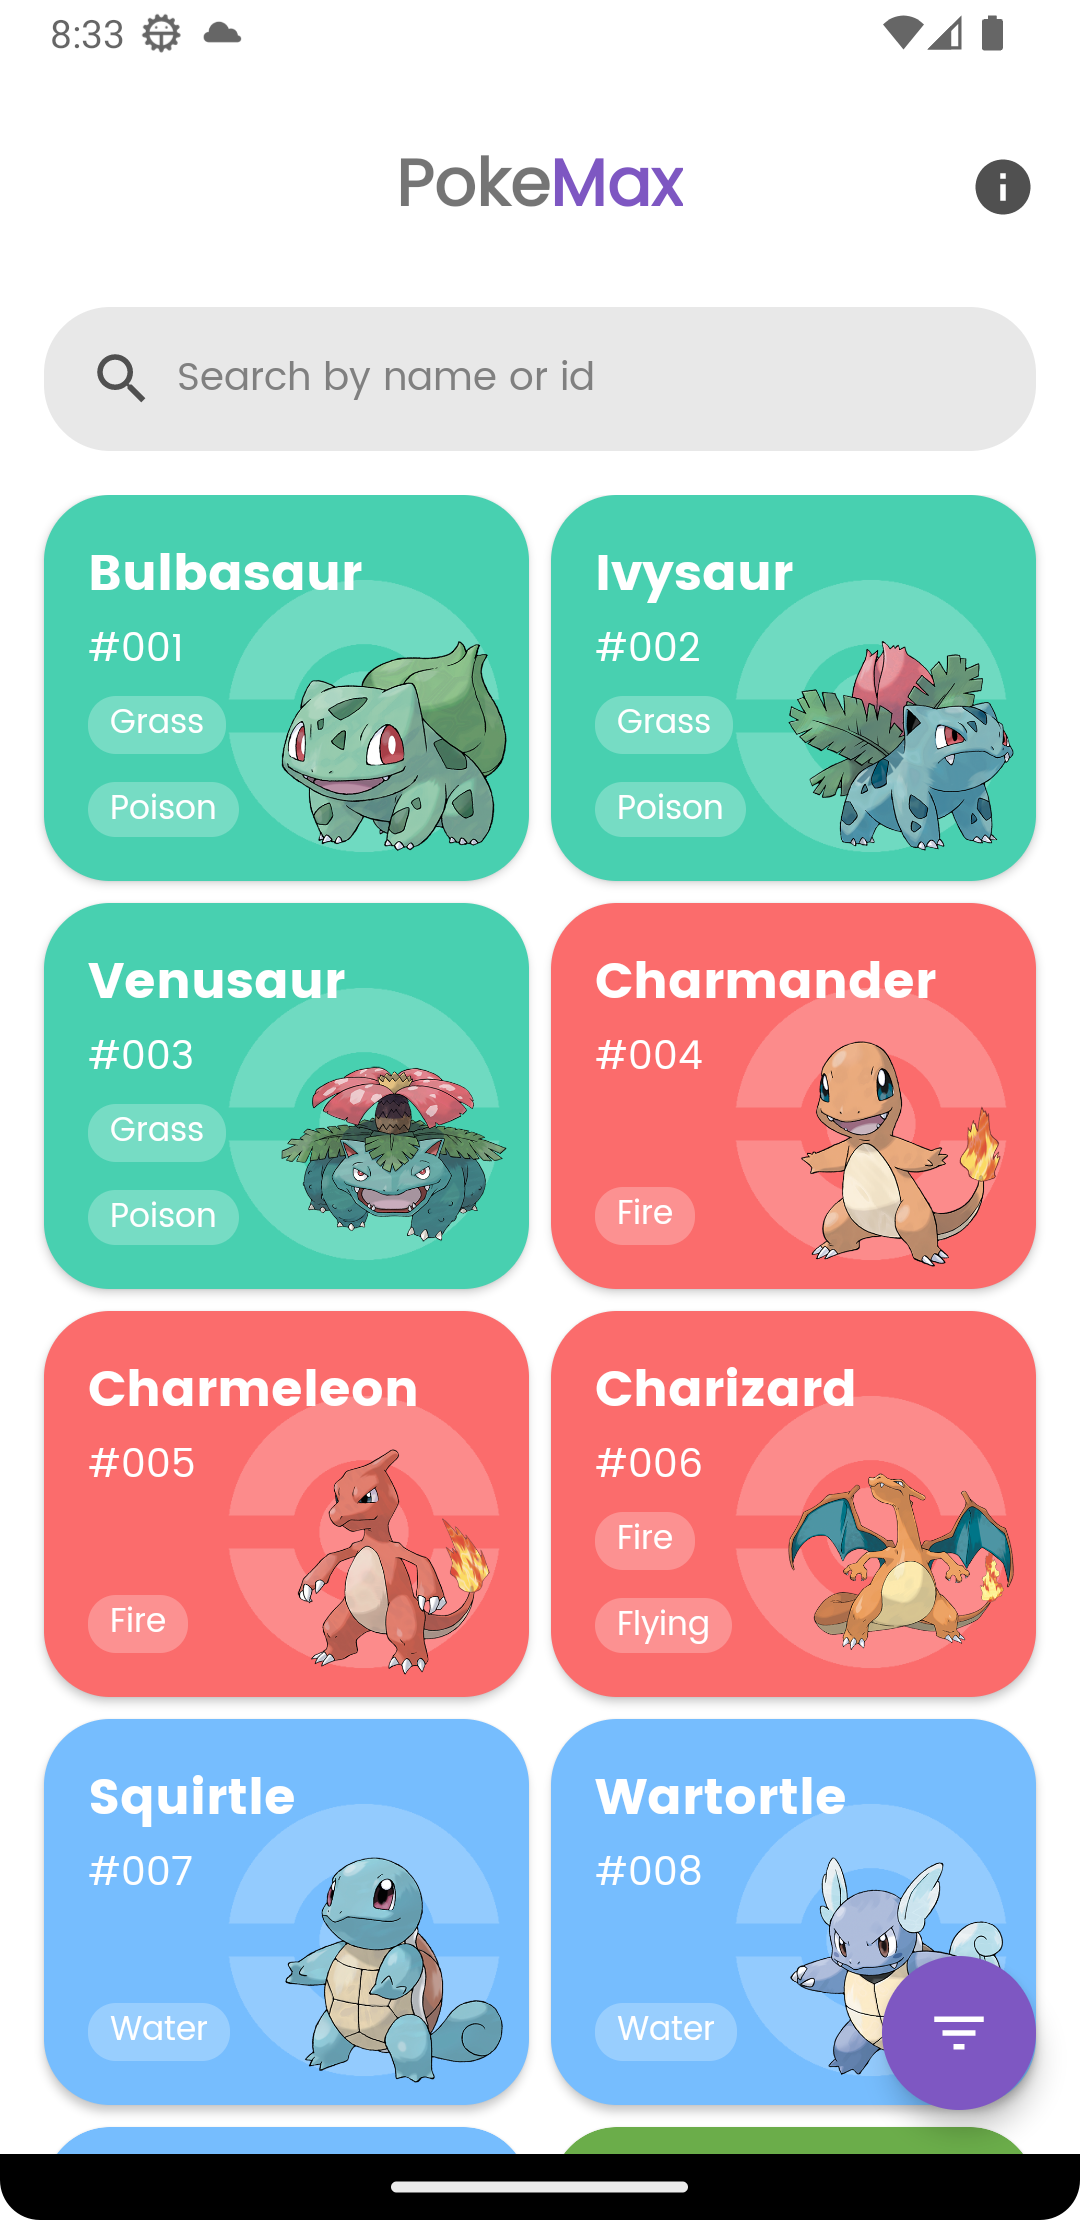 8:33
PokeMax
Search by name or id
Bulbasaur
#001
Grass
Poison
Ivysaur
#002
Grass
Poison
Venusaur
#003
Grass
Poison
Charmander
#004
Fire
Charmeleon
#005
Fire
Charizard
#006
Fire
Flying
Squirtle
#007
Water
Wartortle
#008
Water